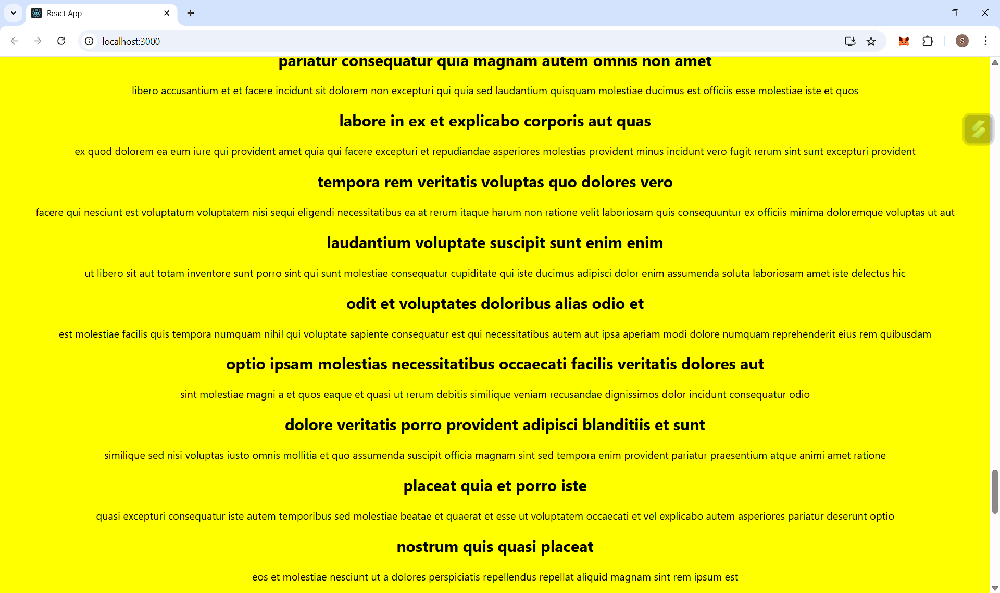 React App
localhost:3000
S
pariatur consequatur quia magnam autem omnis non amet
libero accusantium et et facere incidunt sit dolorem non excepturi qui quia sed laudantium quisquam molestiae ducimus est officiis esse molestiae iste et quos
labore in ex et explicabo corporis aut quas
ex quod dolorem ea eum iure qui provident amet quia qui facere excepturi et repudiandae asperiores molestias provident minus incidunt vero fugit rerum sint sunt excepturi provident
tempora rem veritatis voluptas quo dolores vero
facere qui nesciunt est voluptatum voluptatem nisi sequi eligendi necessitatibus ea at rerum itaque harum non ratione velit laboriosam quis consequuntur ex officiis minima doloremque voluptas ut aut
laudantium voluptate suscipit sunt enim enim
ut libero sit aut totam inventore sunt porro sint qui sunt molestiae consequatur cupiditate qui iste ducimus adipisci dolor enim assumenda soluta laboriosam amet iste delectus hic
odit et voluptates doloribus alias odio et
est molestiae facilis quis tempora numquam nihil qui voluptate sapiente consequatur est qui necessitatibus autem aut ipsa aperiam modi dolore numquam reprehenderit eius rem quibusdam
optio ipsam molestias necessitatibus occaecati facilis veritatis dolores aut
sint molestiae magni a et quos eaque et quasi ut rerum debitis similique veniam recusandae dignissimos dolor incidunt consequatur odio
dolore veritatis porro provident adipisci blanditiis et sunt
similique sed nisi voluptas iusto omnis mollitia et quo assumenda suscipit officia magnam sint sed tempora enim provident pariatur praesentium atque animi amet ratione
placeat quia et porro iste
quasi excepturi consequatur iste autem temporibus sed molestiae beatae et quaerat et esse ut voluptatem occaecati et vel explicabo autem asperiores pariatur deserunt optio
nostrum quis quasi placeat
eos et molestiae nesciunt ut a dolores perspiciatis repellendus repellat aliquid magnam sint rem ipsum est